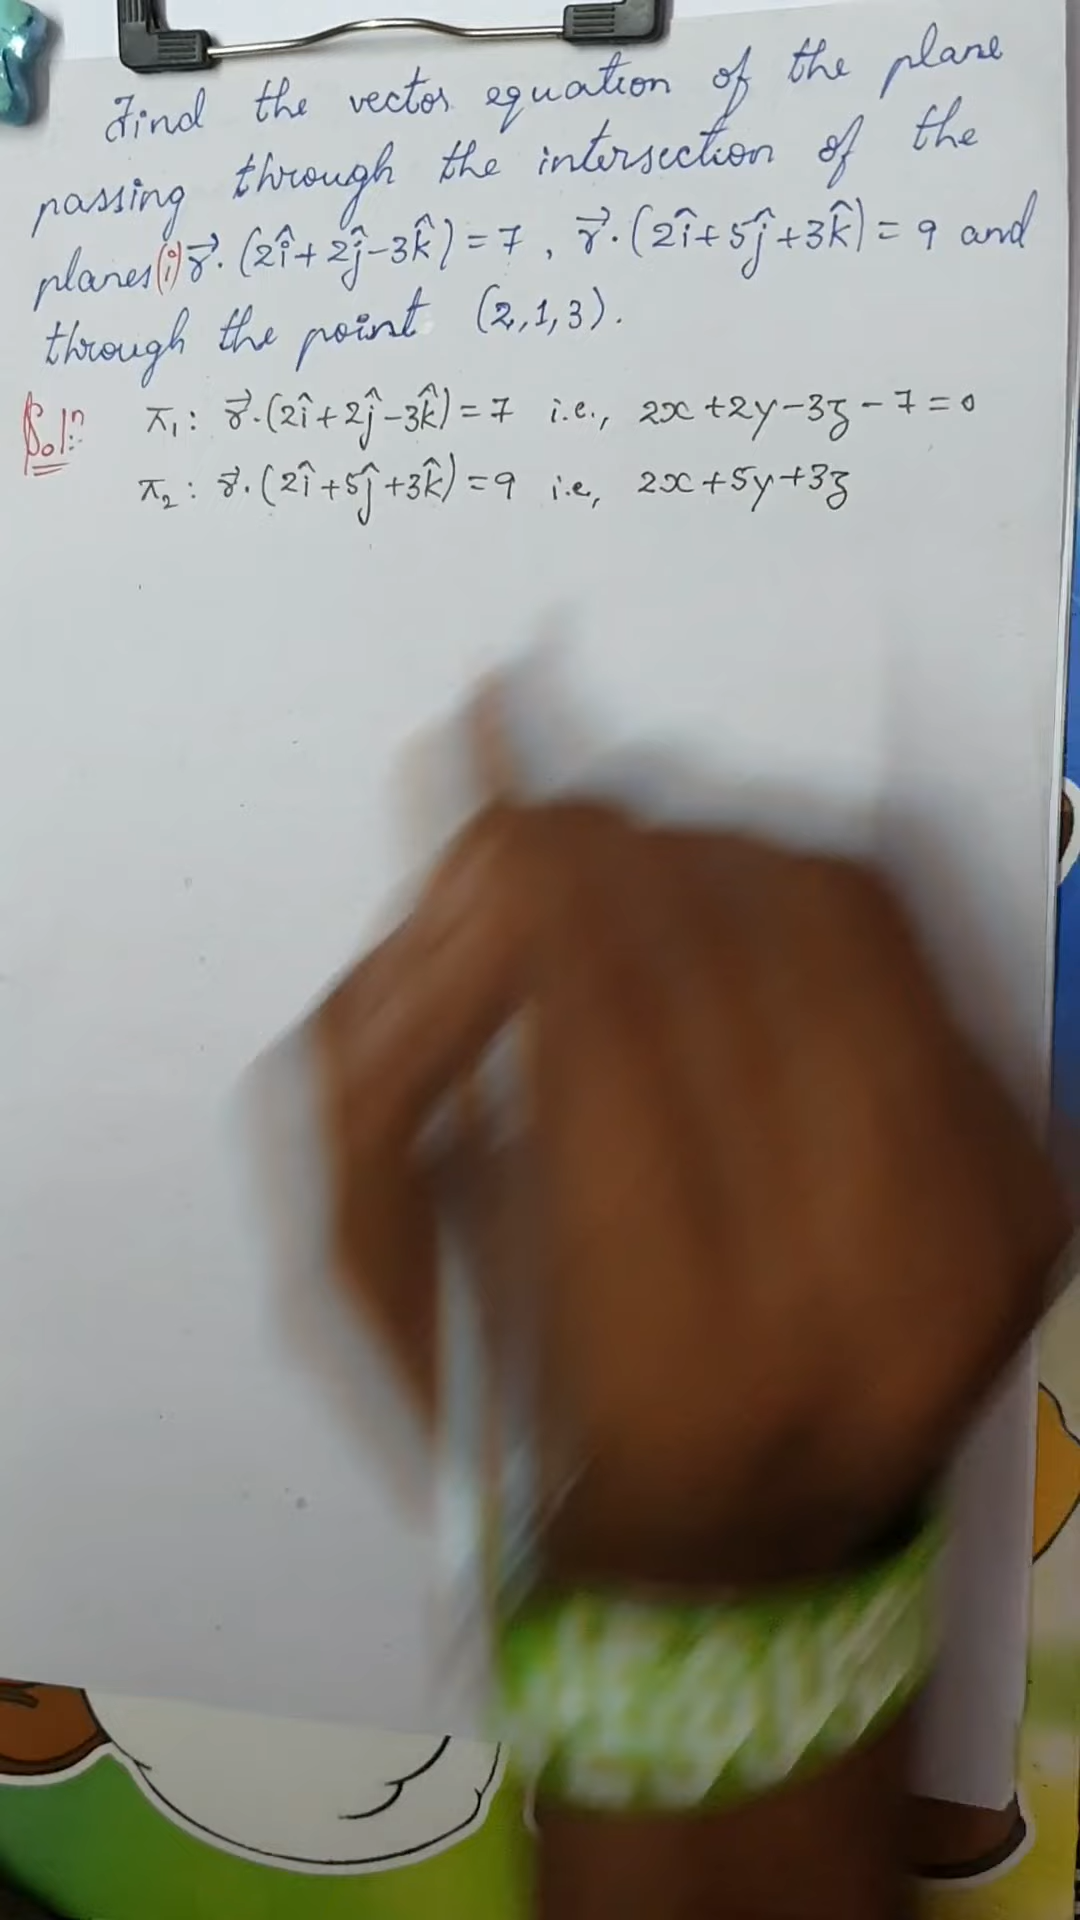 Find the vector equation of the plane
passing through the intersection of the
planes (i) r⃗.(2î+2ĵ-3k̂)=7, r⃗.(2î+5ĵ+3k̂)=9 and
through the point (2,1,3).
Solⁿ: π₁: r⃗.(2î+2ĵ-3k̂)=7 i.e., 2x+2y-3z-7=0
π₂: r⃗.(2î+5ĵ+3k̂)=9 i.e, 2x+5y+3z